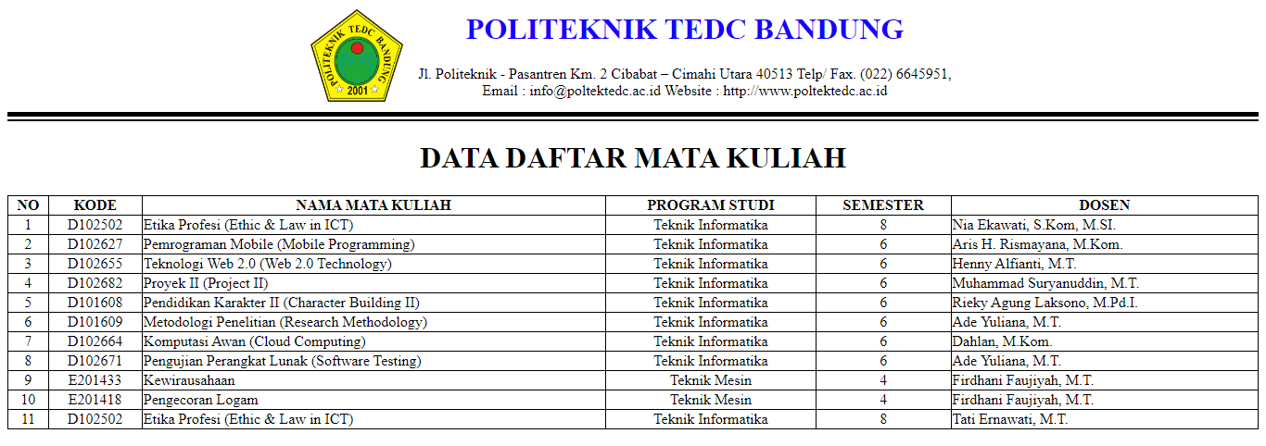 POLITEKNIK TEDC BANDUNG
2001
POLITEKNIK TEDC BANDUNG
Jl. Politeknik - Pasantren Km. 2 Cibabat – Cimahi Utara 40513 Telp/ Fax. (022) 6645951,
Email : info@poltektedc.ac.id Website : http://www.poltektedc.ac.id
DATA DAFTAR MATA KULIAH
NO KODE NAMA MATA KULIAH PROGRAM STUDI SEMESTER DOSEN
1 D102502 Etika Profesi (Ethic & Law in ICT) Teknik Informatika 8 Nia Ekawati, S.Kom, M.SI.
2 D102627 Pemrograman Mobile (Mobile Programming) Teknik Informatika 6 Aris H. Rismayana, M.Kom.
3 D102655 Teknologi Web 2.0 (Web 2.0 Technology) Teknik Informatika 6 Henny Alfianti, M.T.
4 D102682 Proyek II (Project II) Teknik Informatika 6 Muhammad Suryanuddin, M.T.
5 D101608 Pendidikan Karakter II (Character Building II) Teknik Informatika 6 Rieky Agung Laksono, M.Pd.I.
6 D101609 Metodologi Penelitian (Research Methodology) Teknik Informatika 6 Ade Yuliana, M.T.
7 D102664 Komputasi Awan (Cloud Computing) Teknik Informatika 6 Dahlan, M.Kom.
8 D102671 Pengujian Perangkat Lunak (Software Testing) Teknik Informatika 6 Ade Yuliana, M.T.
9 E201433 Kewirausahaan Teknik Mesin 4 Firdhani Faujiyah, M.T.
10 E201418 Pengecoran Logam Teknik Mesin 4 Firdhani Faujiyah, M.T.
11 D102502 Etika Profesi (Ethic & Law in ICT) Teknik Informatika 8 Tati Ernawati, M.T.